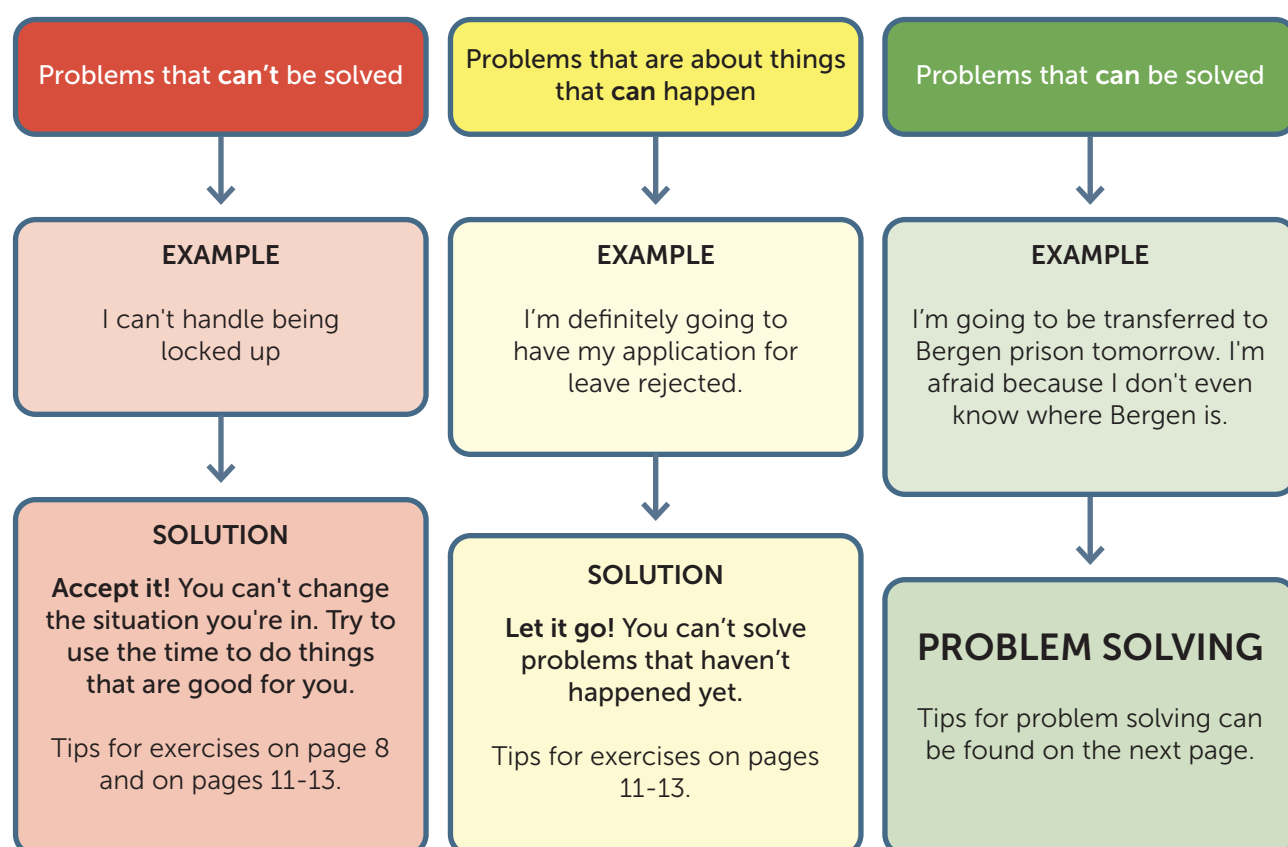 Problems that can't be solved
EXAMPLE
I can't handle being
locked up
SOLUTION
Accept it! You can't change
the situation you're in. Try to
use the time to do things
that are good for you.
Tips for exercises on page 8
and on pages 11-13.
Problems that are about things
that can happen
EXAMPLE
I’m definitely going to
have my application for
leave rejected.
SOLUTION
Let it go! You can’t solve
problems that haven’t
happened yet.
Tips for exercises on pages
11-13.
Problems that can be solved
EXAMPLE
I’m going to be transferred to
Bergen prison tomorrow. I'm
afraid because I don't even
know where Bergen is.
PROBLEM SOLVING
Tips for problem solving can
be found on the next page.